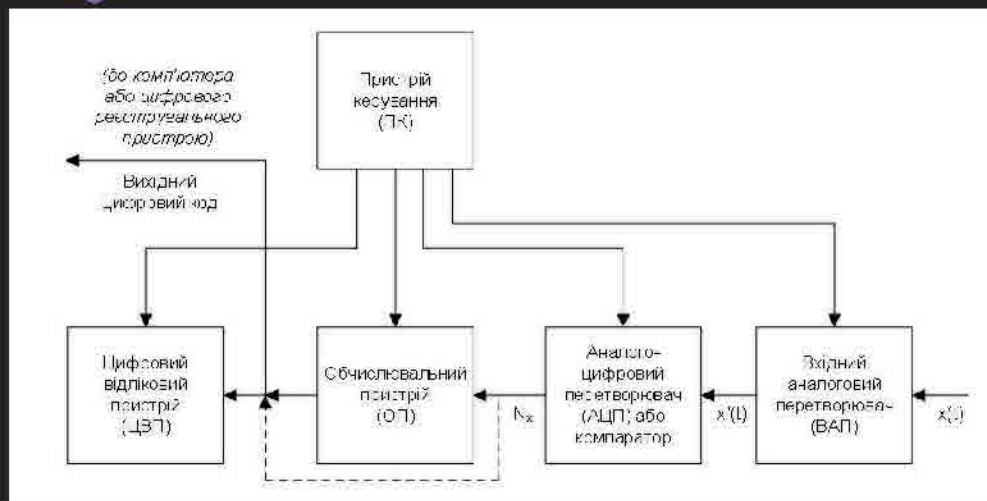 (до комп'ютера
або цифрового
реєструвального
пристрою)
Вихідний
цифровий код
Пристрій
керування
(ПК)
Цифровий
відліковий
пристрій
(ЦВП)
Обчислювальний
пристрій
(ОП)
Nx
Аналого-
цифровий
перетворювач
(АЦП) або
компаратор
x'(t)
Вхідний
аналоговий
перетворювач
(ВАП)
x(t)